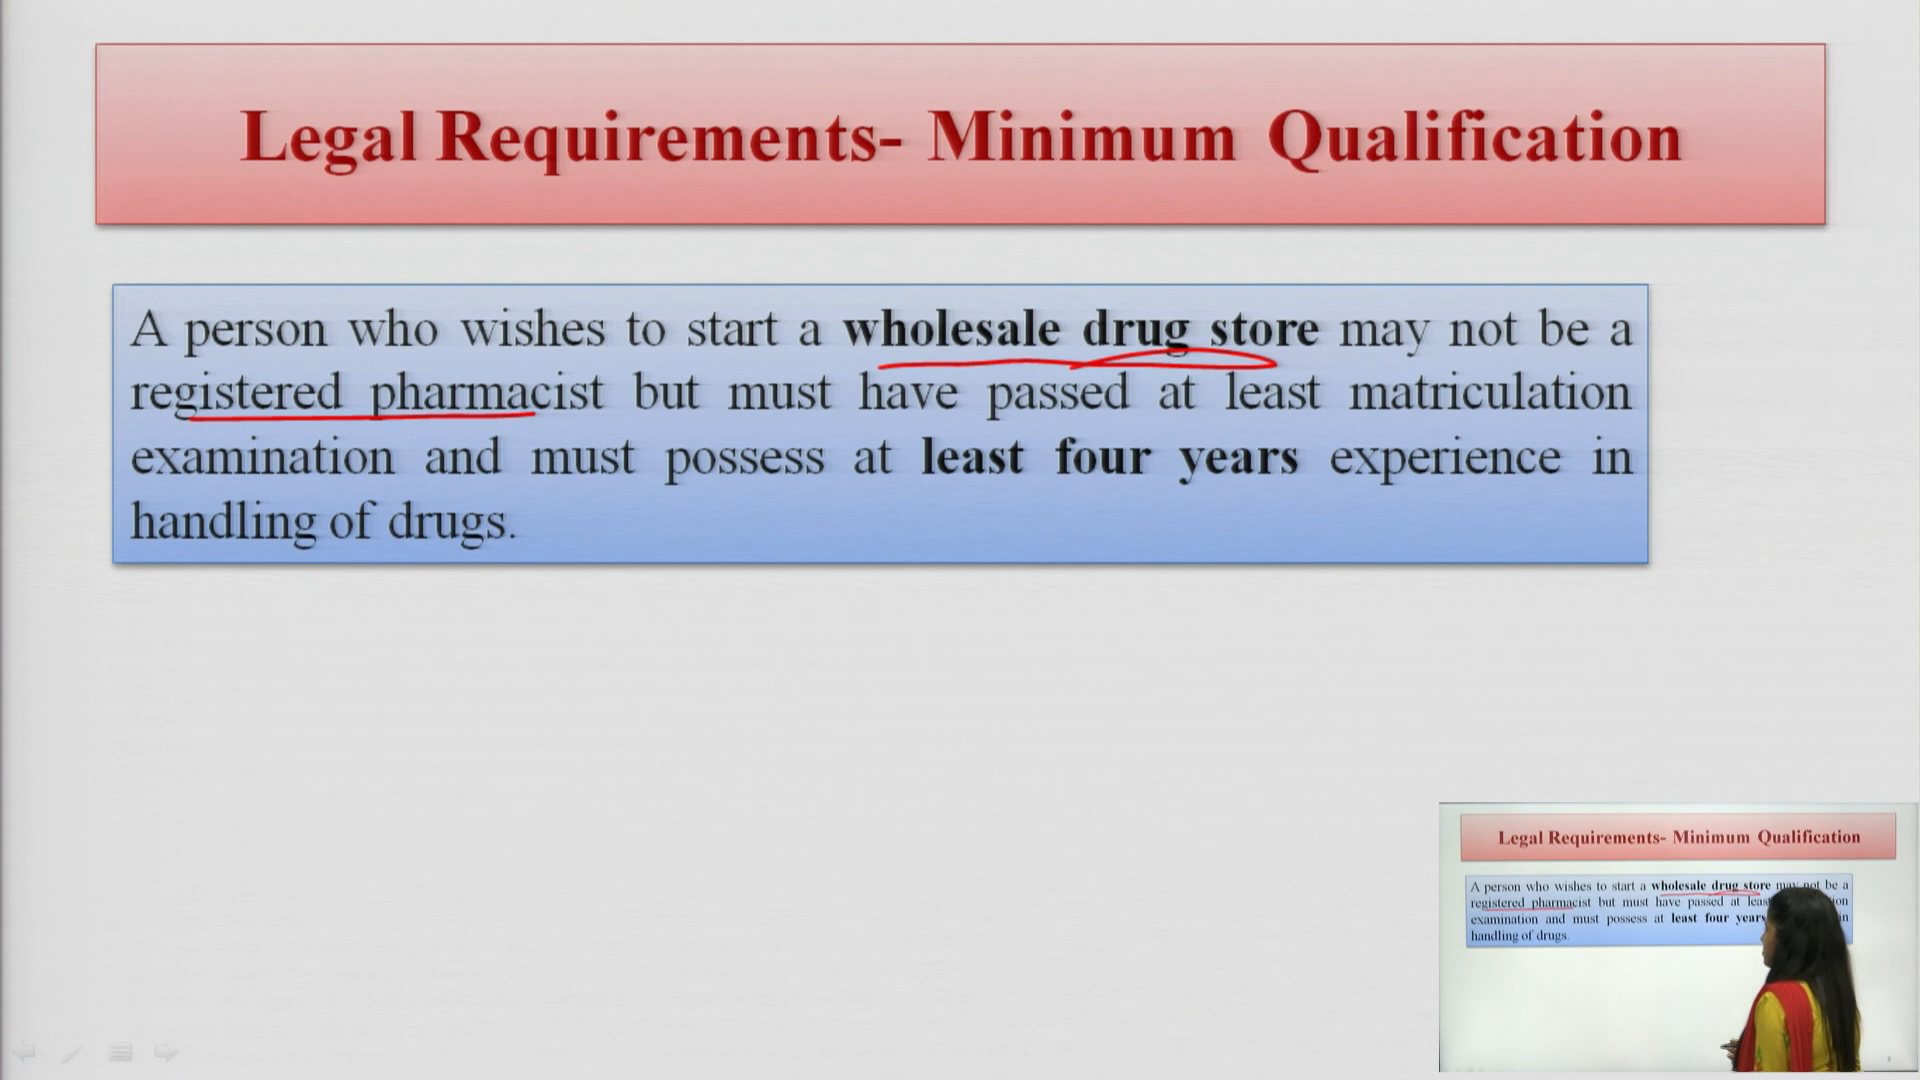 Legal Requirements- Minimum Qualification
A person who wishes to start a wholesale drug store may not be a
registered pharmacist but must have passed at least matriculation
examination and must possess at least four years experience in
handling of drugs.
Legal Requirements- Minimum Qualification
A person who wishes to start a wholesale drug store may not be a
registered pharmacist but must have passed at
examination and must possess at least four years
handling of drugs.